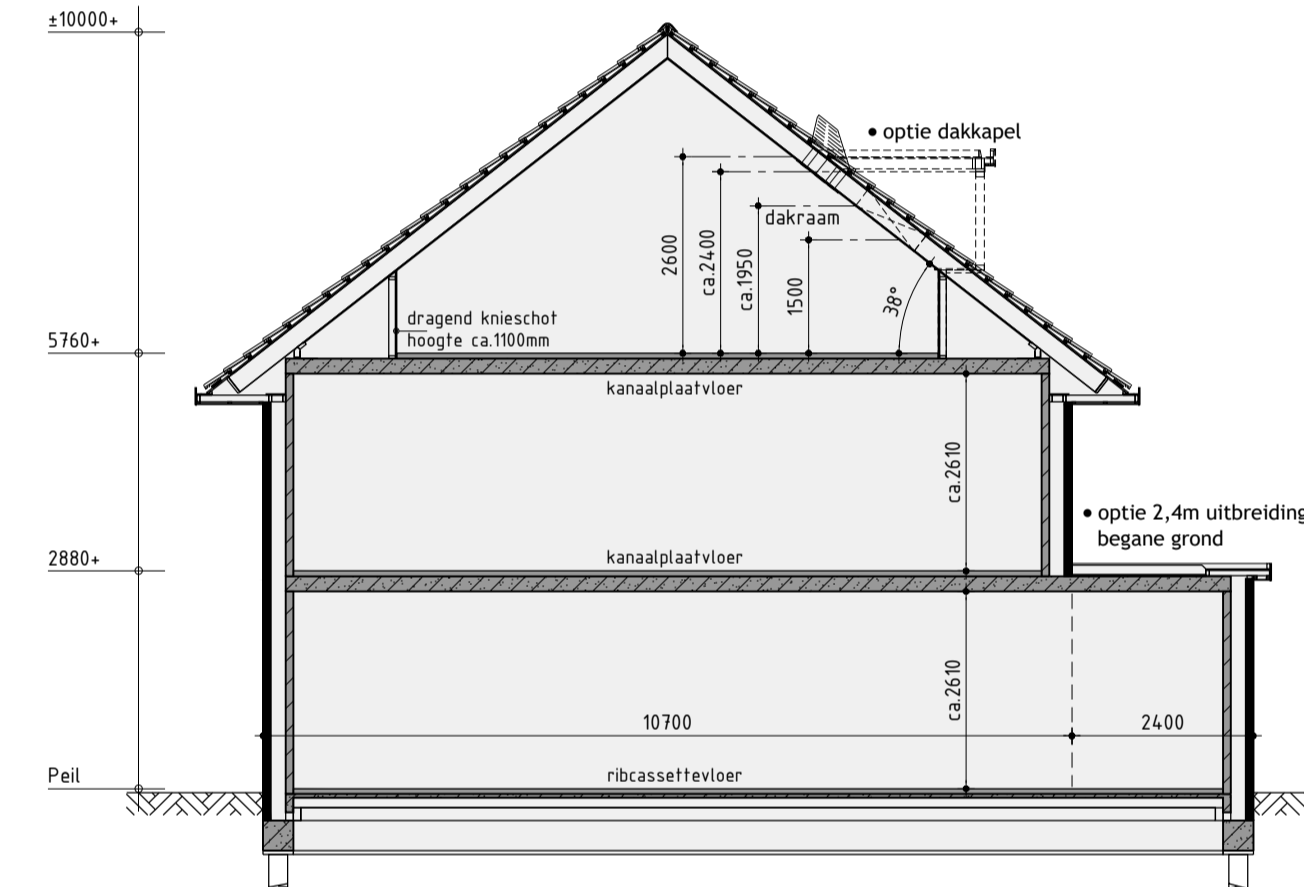 ±10000+
• optie dakkapel
dakraam
2600
ca.2400
ca.1950
1500
38°
dragend knieschot
hoogte ca.1100mm
5760+
kanaalplaatvloer
ca.2610
• optie 2,4m uitbreiding
begane grond
2880+
kanaalplaatvloer
ca.2610
10700
2400
Peil
ribcassettevloer